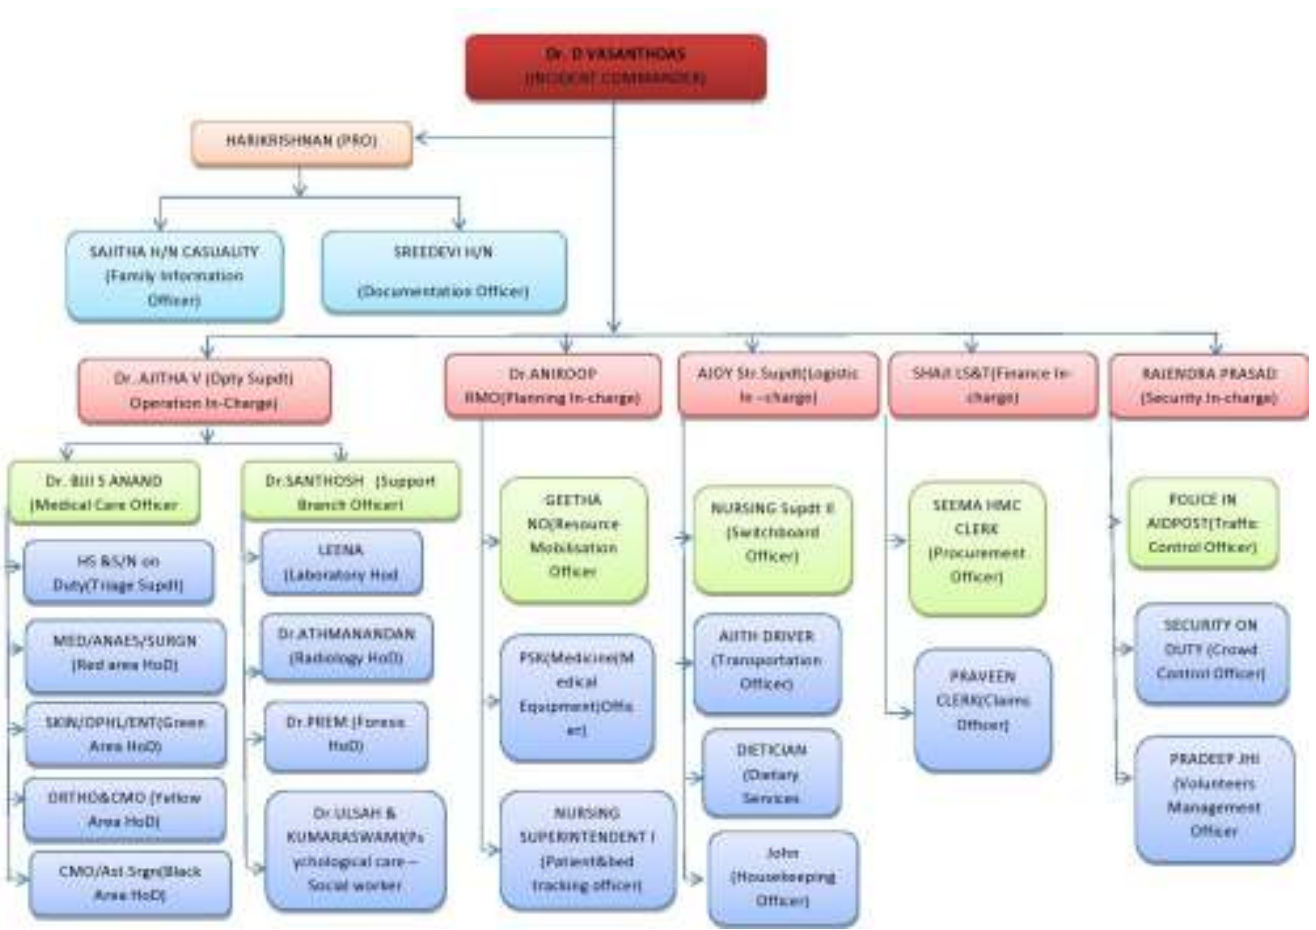 Dr. D VASANTHDAS
(INCIDENT COMMANDER)
HARIKRISHNAN (PRO)
SAJITHA H/N CASUALITY
(Family Information
Officer)
SREEDEVI H/N
(Documentation Officer)
Dr. AJITHA V (Dpty Supdt)
Operation In-Charge)
Dr.ANIROOP
RMO(Planning In-charge)
AJOY Str.Supdt(Logistic
In –charge)
SHAJI LS&T(Finance In-
charge)
RAJENDRA PRASAD
(Security In-charge)
Dr. BIJI S ANAND
(Medical Care Officer
HS &S/N on
Duty(Triage Supdt)
MED/ANAES/SURGN
(Red area HoD)
SKIN/OPHL/ENT(Green
Area HoD)
ORTHO&CMO (Yellow
Area HoD)
CMO/Ast.Srgn(Black
Area HoD)
Dr.SANTHOSH (Support
Branch Officer)
LEENA
(Laboratory Hod
Dr.ATHMANANDAN
(Radiology HoD)
Dr.PREM (Foresis
HoD)
Dr.ULSAH &
KUMARASWAMI(Ps
ychological care –
Social worker
GEETHA
NO(Resource
Mobilisation
Officer
PSK(Medicine(M
edical
Equipment)Offic
er)
NURSING
SUPERINTENDENT I
(Patient&bed
tracking officer)
NURSING Supdt II
(Switchboard
Officer)
AJITH DRIVER
(Transportation
Officer)
DIETICIAN
(Dietary
Services
John
(Housekeeping
Officer)
SEEMA HMC
CLERK
(Procurement
Officer)
PRAVEEN
CLERK(Claims
Officer)
POLICE IN
AIDPOST(Traffic
Control Officer)
SECURITY ON
DUTY (Crowd
Control Officer)
PRADEEP JHI
(Volunteers
Management
Officer